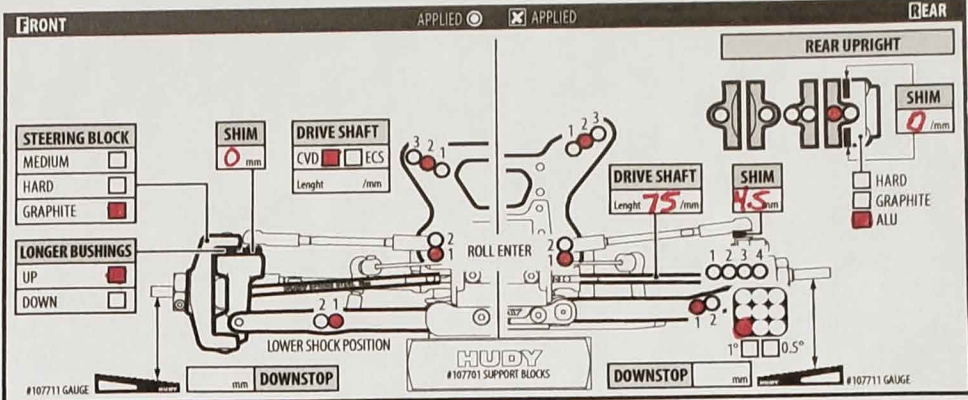 FRONT
APPLIED
APPLIED
REAR
REAR UPRIGHT
SHIM
0 /mm
HARD
GRAPHITE
ALU
STEERING BLOCK
MEDIUM
HARD
GRAPHITE
SHIM
0 mm
DRIVE SHAFT
CVD ECS
Lenght /mm
3 2 1
1 2 3
DRIVE SHAFT
Lenght 75 /mm
SHIM
4.5 mm
LONGER BUSHINGS
UP
DOWN
2
1
ROLL ENTER
2
1
1 2 3 4
2 1
1 2
LOWER SHOCK POSITION
1° 0.5°
HUDY
#107701 SUPPORT BLOCKS
#107711 GAUGE
mm DOWNSTOP
DOWNSTOP mm
#107711 GAUGE